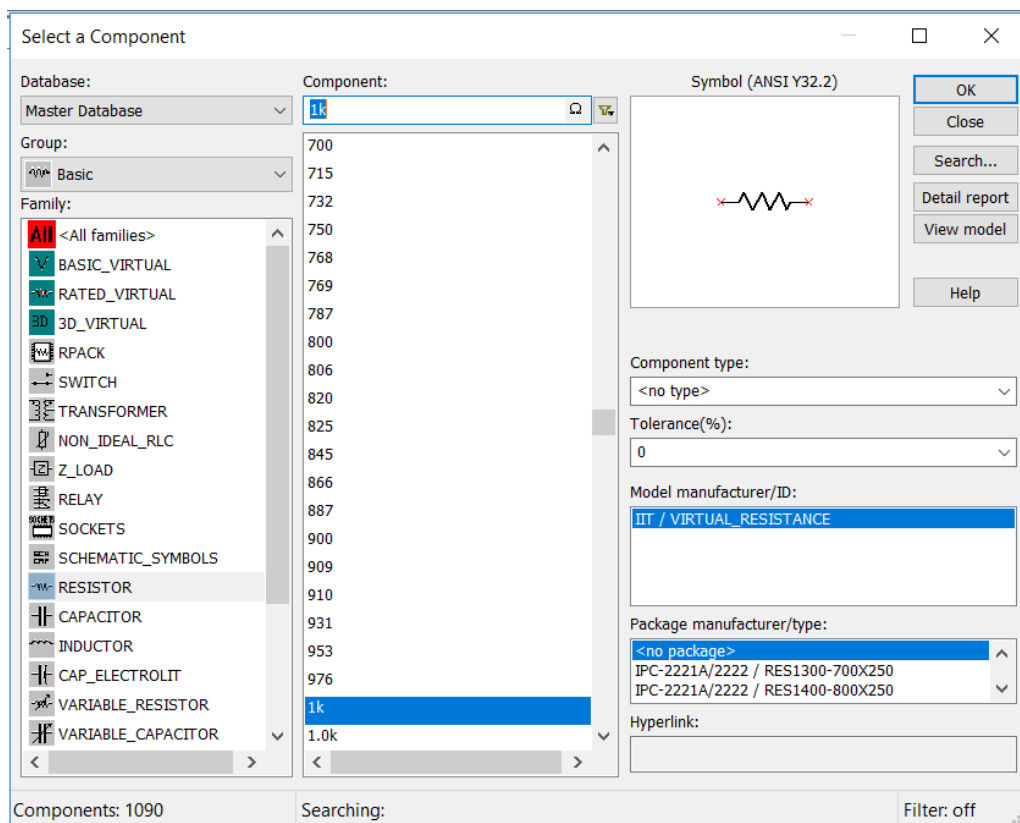 Select a Component
Database:
Master Database
Group:
Basic
Family:
All <All families>
BASIC_VIRTUAL
RATED_VIRTUAL
3D 3D_VIRTUAL
RPACK
SWITCH
TRANSFORMER
NON_IDEAL_RLC
Z Z_LOAD
RELAY
SOCKETS SOCKETS
SCHEMATIC_SYMBOLS
RESISTOR
CAPACITOR
INDUCTOR
CAP_ELECTROLIT
VARIABLE_RESISTOR
VARIABLE_CAPACITOR
Component:
1k Ω
700
715
732
750
768
769
787
800
806
820
825
845
866
887
900
909
910
931
953
976
1k
1.0k
Symbol (ANSI Y32.2)
OK
Close
Search...
Detail report
View model
Help
Component type:
<no type>
Tolerance(%):
0
Model manufacturer/ID:
IIT / VIRTUAL_RESISTANCE
Package manufacturer/type:
<no package>
IPC-2221A/2222 / RES1300-700X250
IPC-2221A/2222 / RES1400-800X250
Hyperlink:
Components: 1090
Searching:
Filter: off